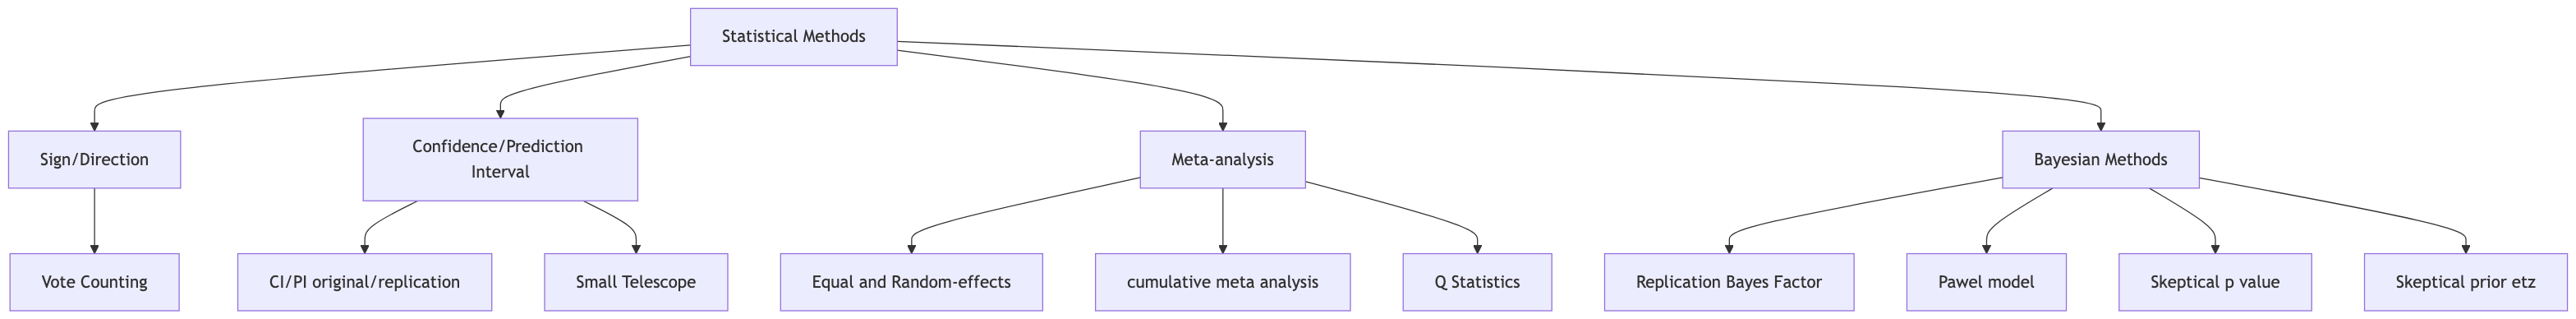 Statistical Methods
Sign/Direction
Confidence/Prediction
Interval
Meta-analysis
Bayesian Methods
Vote Counting
CI/PI original/replication
Small Telescope
Equal and Random-effects
cumulative meta analysis
Q Statistics
Replication Bayes Factor
Pawel model
Skeptical p value
Skeptical prior etz